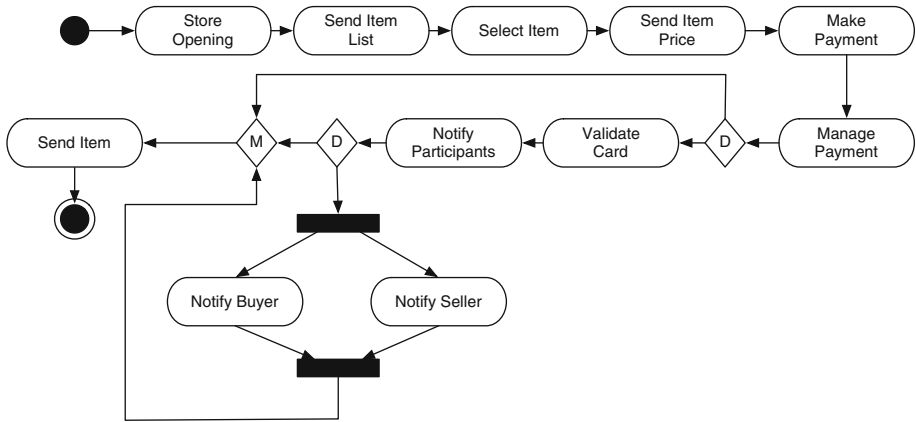 Store
Opening
Send Item
List
Select Item
Send Item
Price
Make
Payment
Send Item
M
D
Notify
Participants
Validate
Card
D
Manage
Payment
Notify Buyer
Notify Seller